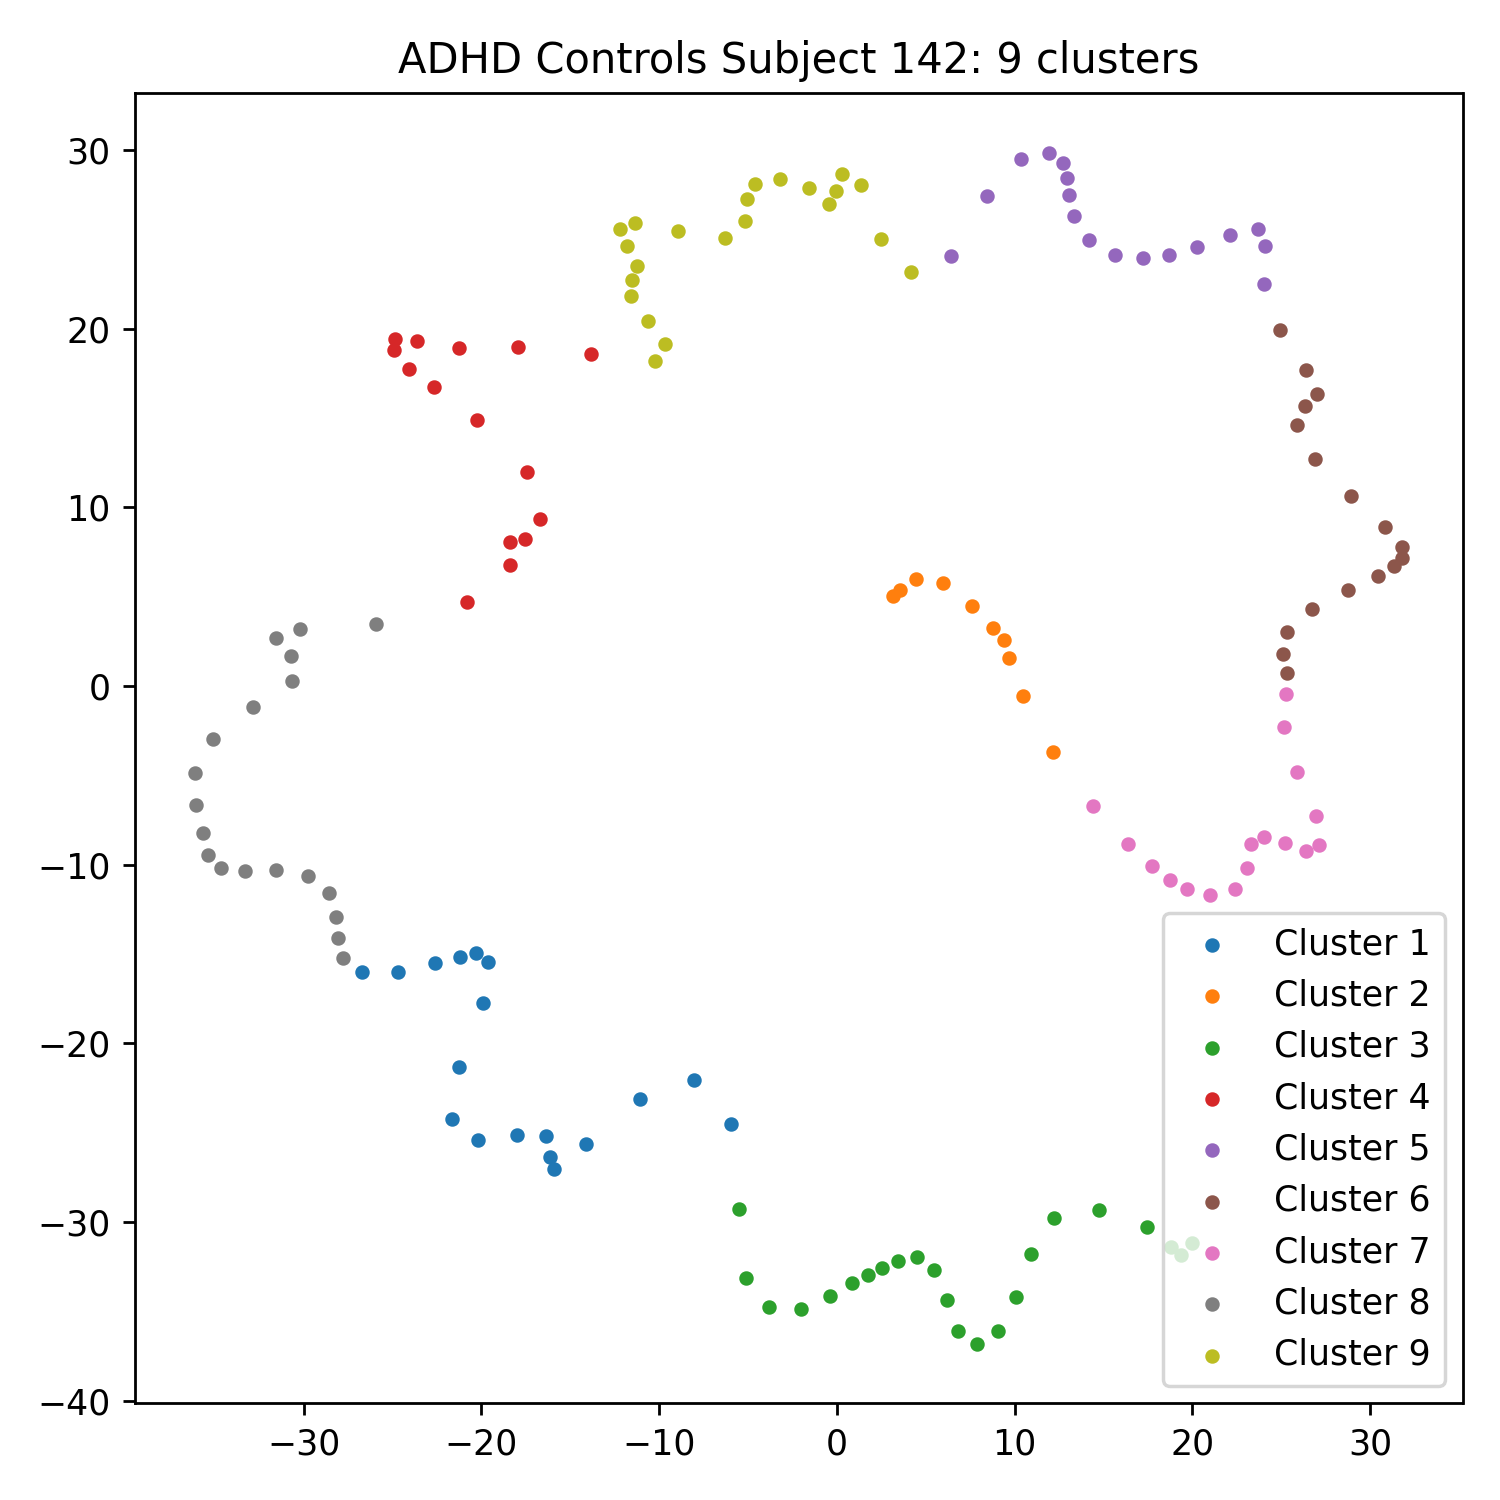 ADHD Controls Subject 142: 9 clusters
30
20
10
0
−10
−20
−30
−40
−30
−20
−10
0
10
20
30
Cluster 1
Cluster 2
Cluster 3
Cluster 4
Cluster 5
Cluster 6
Cluster 7
Cluster 8
Cluster 9